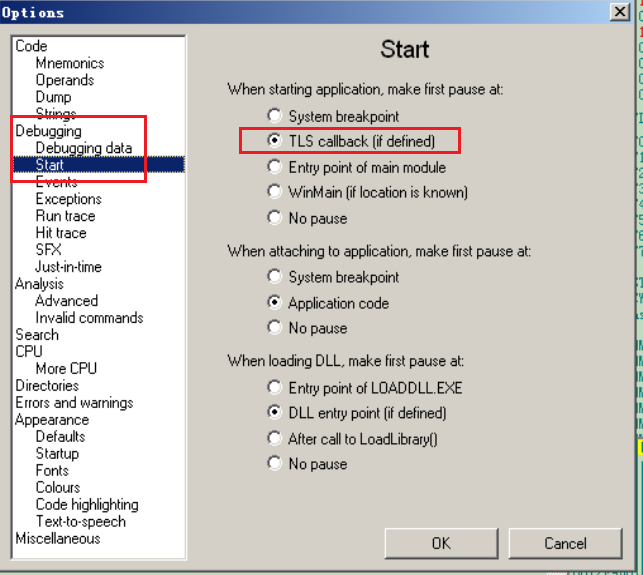 Options
Code
Mnemonics
Operands
Dump
Strings
Debugging
Debugging data
Start
Events
Exceptions
Run trace
Hit trace
SFX
Just-in-time
Analysis
Advanced
Invalid commands
Search
CPU
More CPU
Directories
Errors and warnings
Appearance
Defaults
Startup
Fonts
Colours
Code highlighting
Text-to-speech
Miscellaneous
Start
When starting application, make first pause at:
System breakpoint
TLS callback (if defined)
Entry point of main module
WinMain (if location is known)
No pause
When attaching to application, make first pause at:
System breakpoint
Application code
No pause
When loading DLL, make first pause at:
Entry point of LOADDLL.EXE
DLL entry point (if defined)
After call to LoadLibrary()
No pause
OK
Cancel